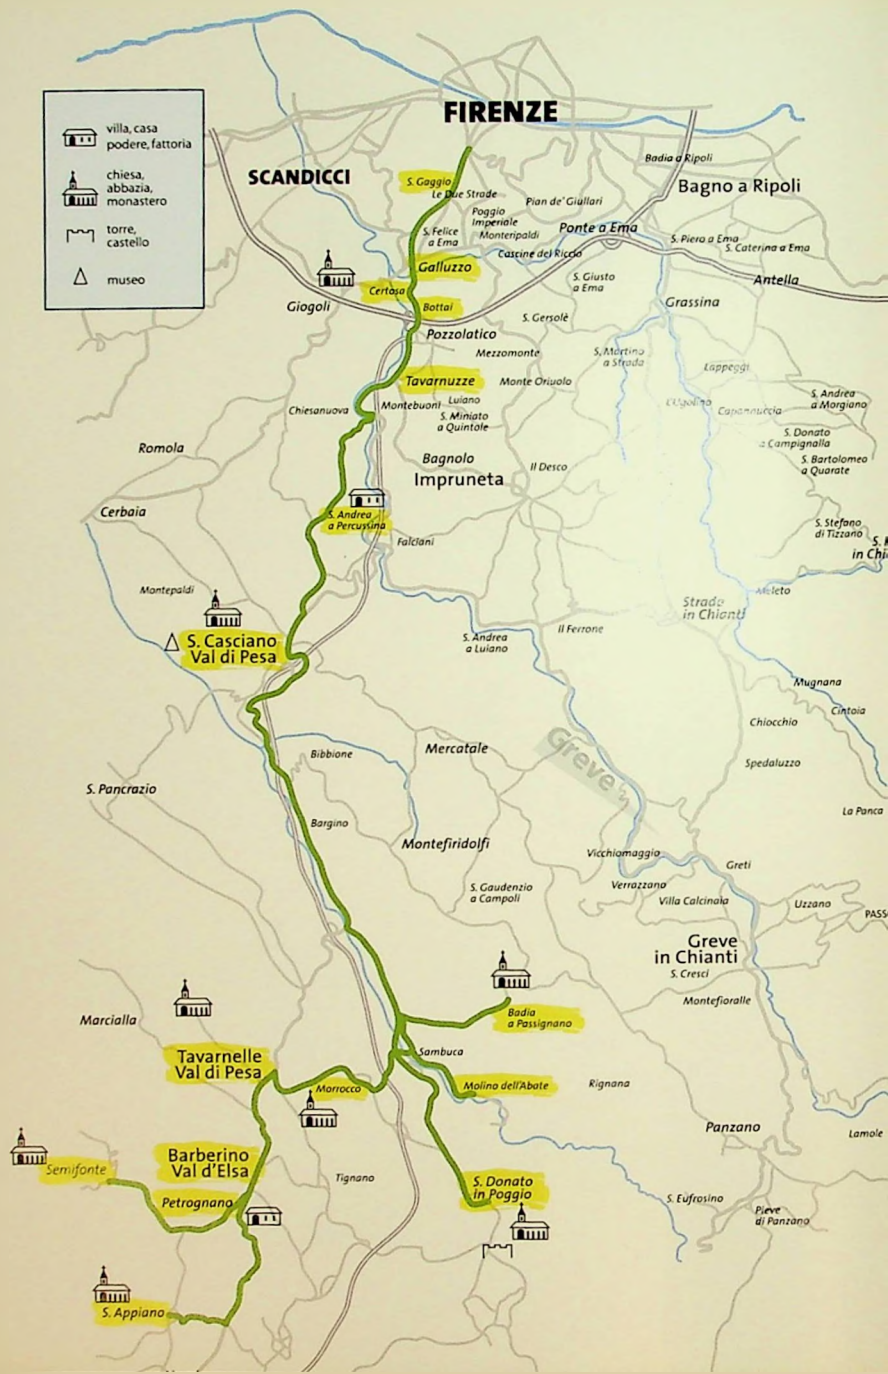 FIRENZE
villa, casa
podere, fattoria
chiesa,
abbazia,
monastero
torre,
castello
museo
SCANDICCI
S. Gaggio
Le Due Strade
Badia a Ripoli
Bagno a Ripoli
Pian de' Giullari
Poggio
Imperiale
Monteripaldi
Ponte a Ema
S. Felice
a Ema
S. Piero a Ema
S. Caterina a Ema
Cascine del Riccio
Galluzzo
Certosa
S. Giusto
a Ema
Antella
Giogoli
Bottai
Grassina
S. Gersolè
Pozzolatico
Mezzomonte
S. Martino
a Strada
Lappeggi
Tavarnuzze
Monte Oriuolo
Chiesanuova
Montebuoni
Luiano
S. Miniato
a Quintole
L'Ugolino
Capannuccia
S. Andrea
a Morgiano
S. Donato
a Campignalla
Romola
Bagnolo
Impruneta
Il Desco
S. Bartolomeo
a Quarate
Cerbaia
S. Andrea
a Percussina
Falciani
S. Stefano
di Tizzano
in Chi
Montepaldi
Meleto
Strada
in Chianti
S. Casciano
Val di Pesa
S. Andrea
a Luiano
Il Ferrone
Mugnana
Cintoia
Chiocchio
Greve
Bibbione
Mercatale
Spedaluzzo
S. Pancrazio
La Panca
Bargino
Montefiridolfi
Vicchiomaggio
Greti
Verrazzano
S. Gaudenzio
a Campoli
Villa Calcinaia
Uzzano
PASS
Greve
in Chianti
S. Cresci
Montefioralle
Marcialla
Badia
a Passignano
Tavarnelle
Val di Pesa
Sambuca
Morrocco
Molino dell'Abate
Rignana
Panzano
Lamole
Semifonte
Barberino
Val d'Elsa
Petrognano
Tignano
S. Donato
in Poggio
S. Eufrosino
Pieve
di Panzano
S. Appiano